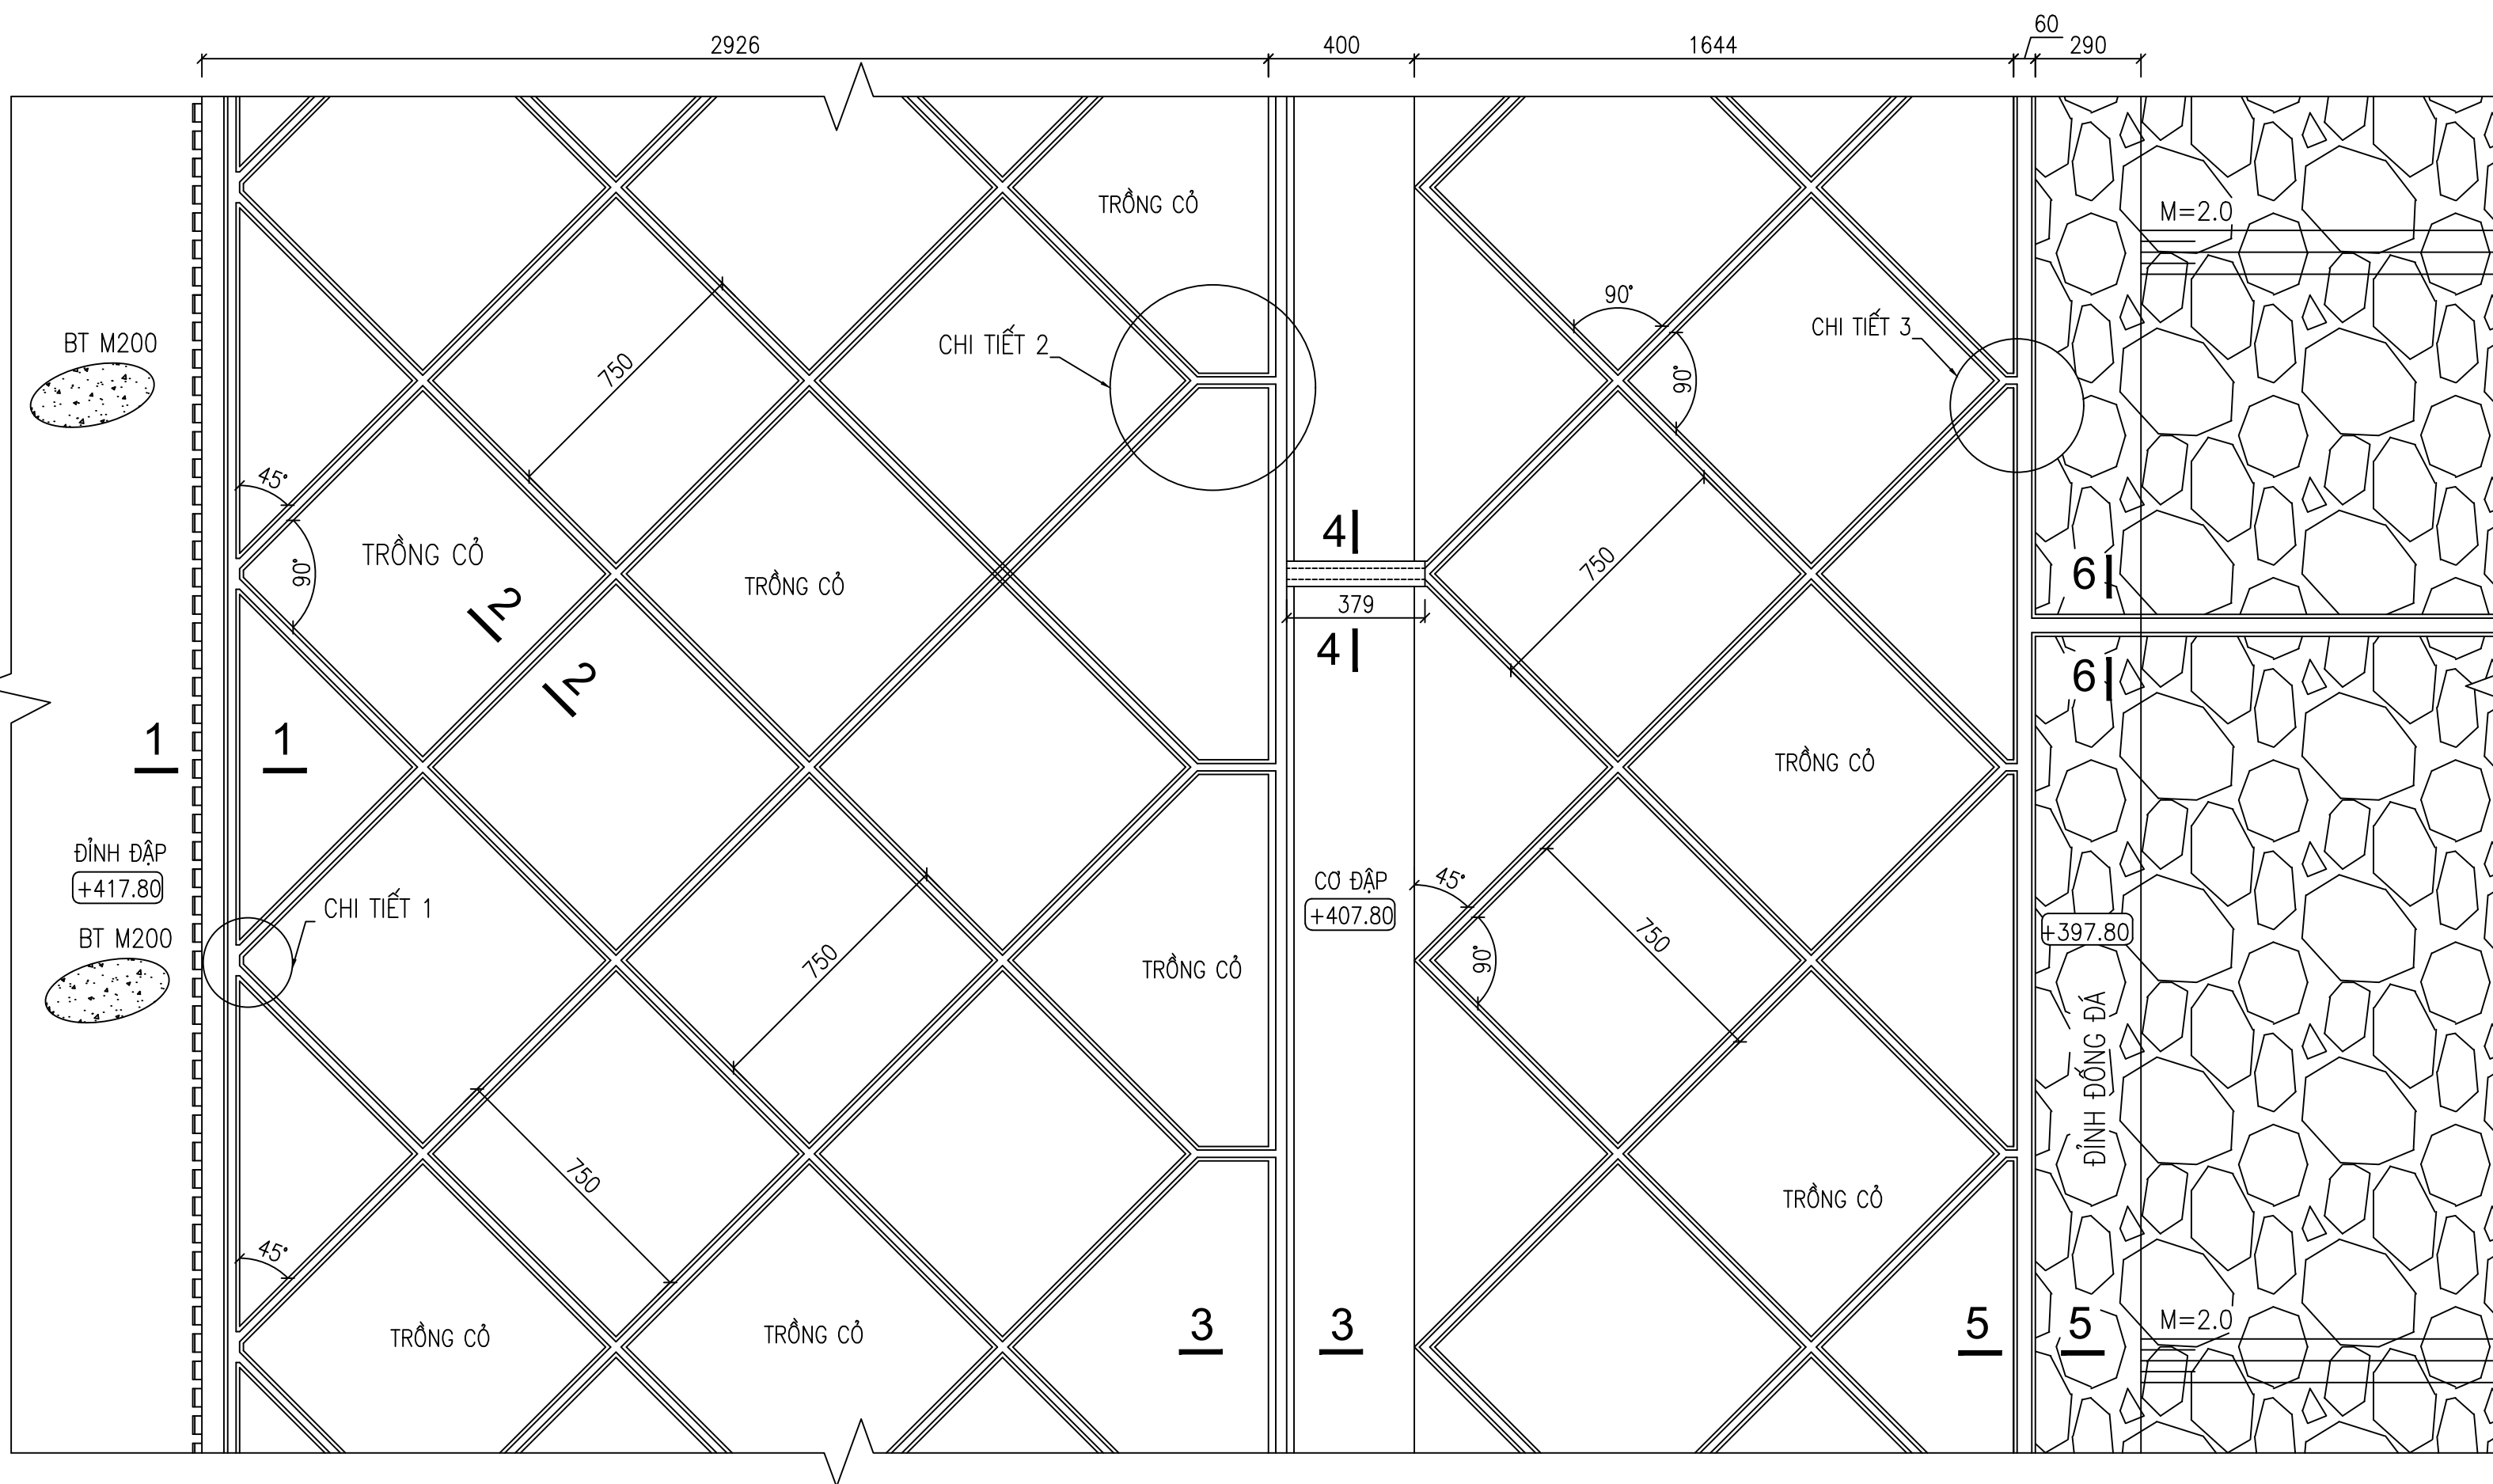 60
2926
400
1644
290
TRỒNG CỎ
M=2.0
90°
CHI TIẾT 3
BT M200
CHI TIẾT 2
750
90°
45°
4
TRỒNG CỎ
750
90°
TRỒNG CỎ
6
2
379
4
2
6
1
1
TRỒNG CỎ
ĐỈNH ĐẬP
+417.80
CƠ ĐẬP
+407.80
45°
CHI TIẾT 1
BT M200
750
TRỒNG CỎ
90°
750
+397.80
ĐỈNH ĐỐNG ĐÁ
750
TRỒNG CỎ
45°
TRỒNG CỎ
TRỒNG CỎ
3
3
5
5
M=2.0